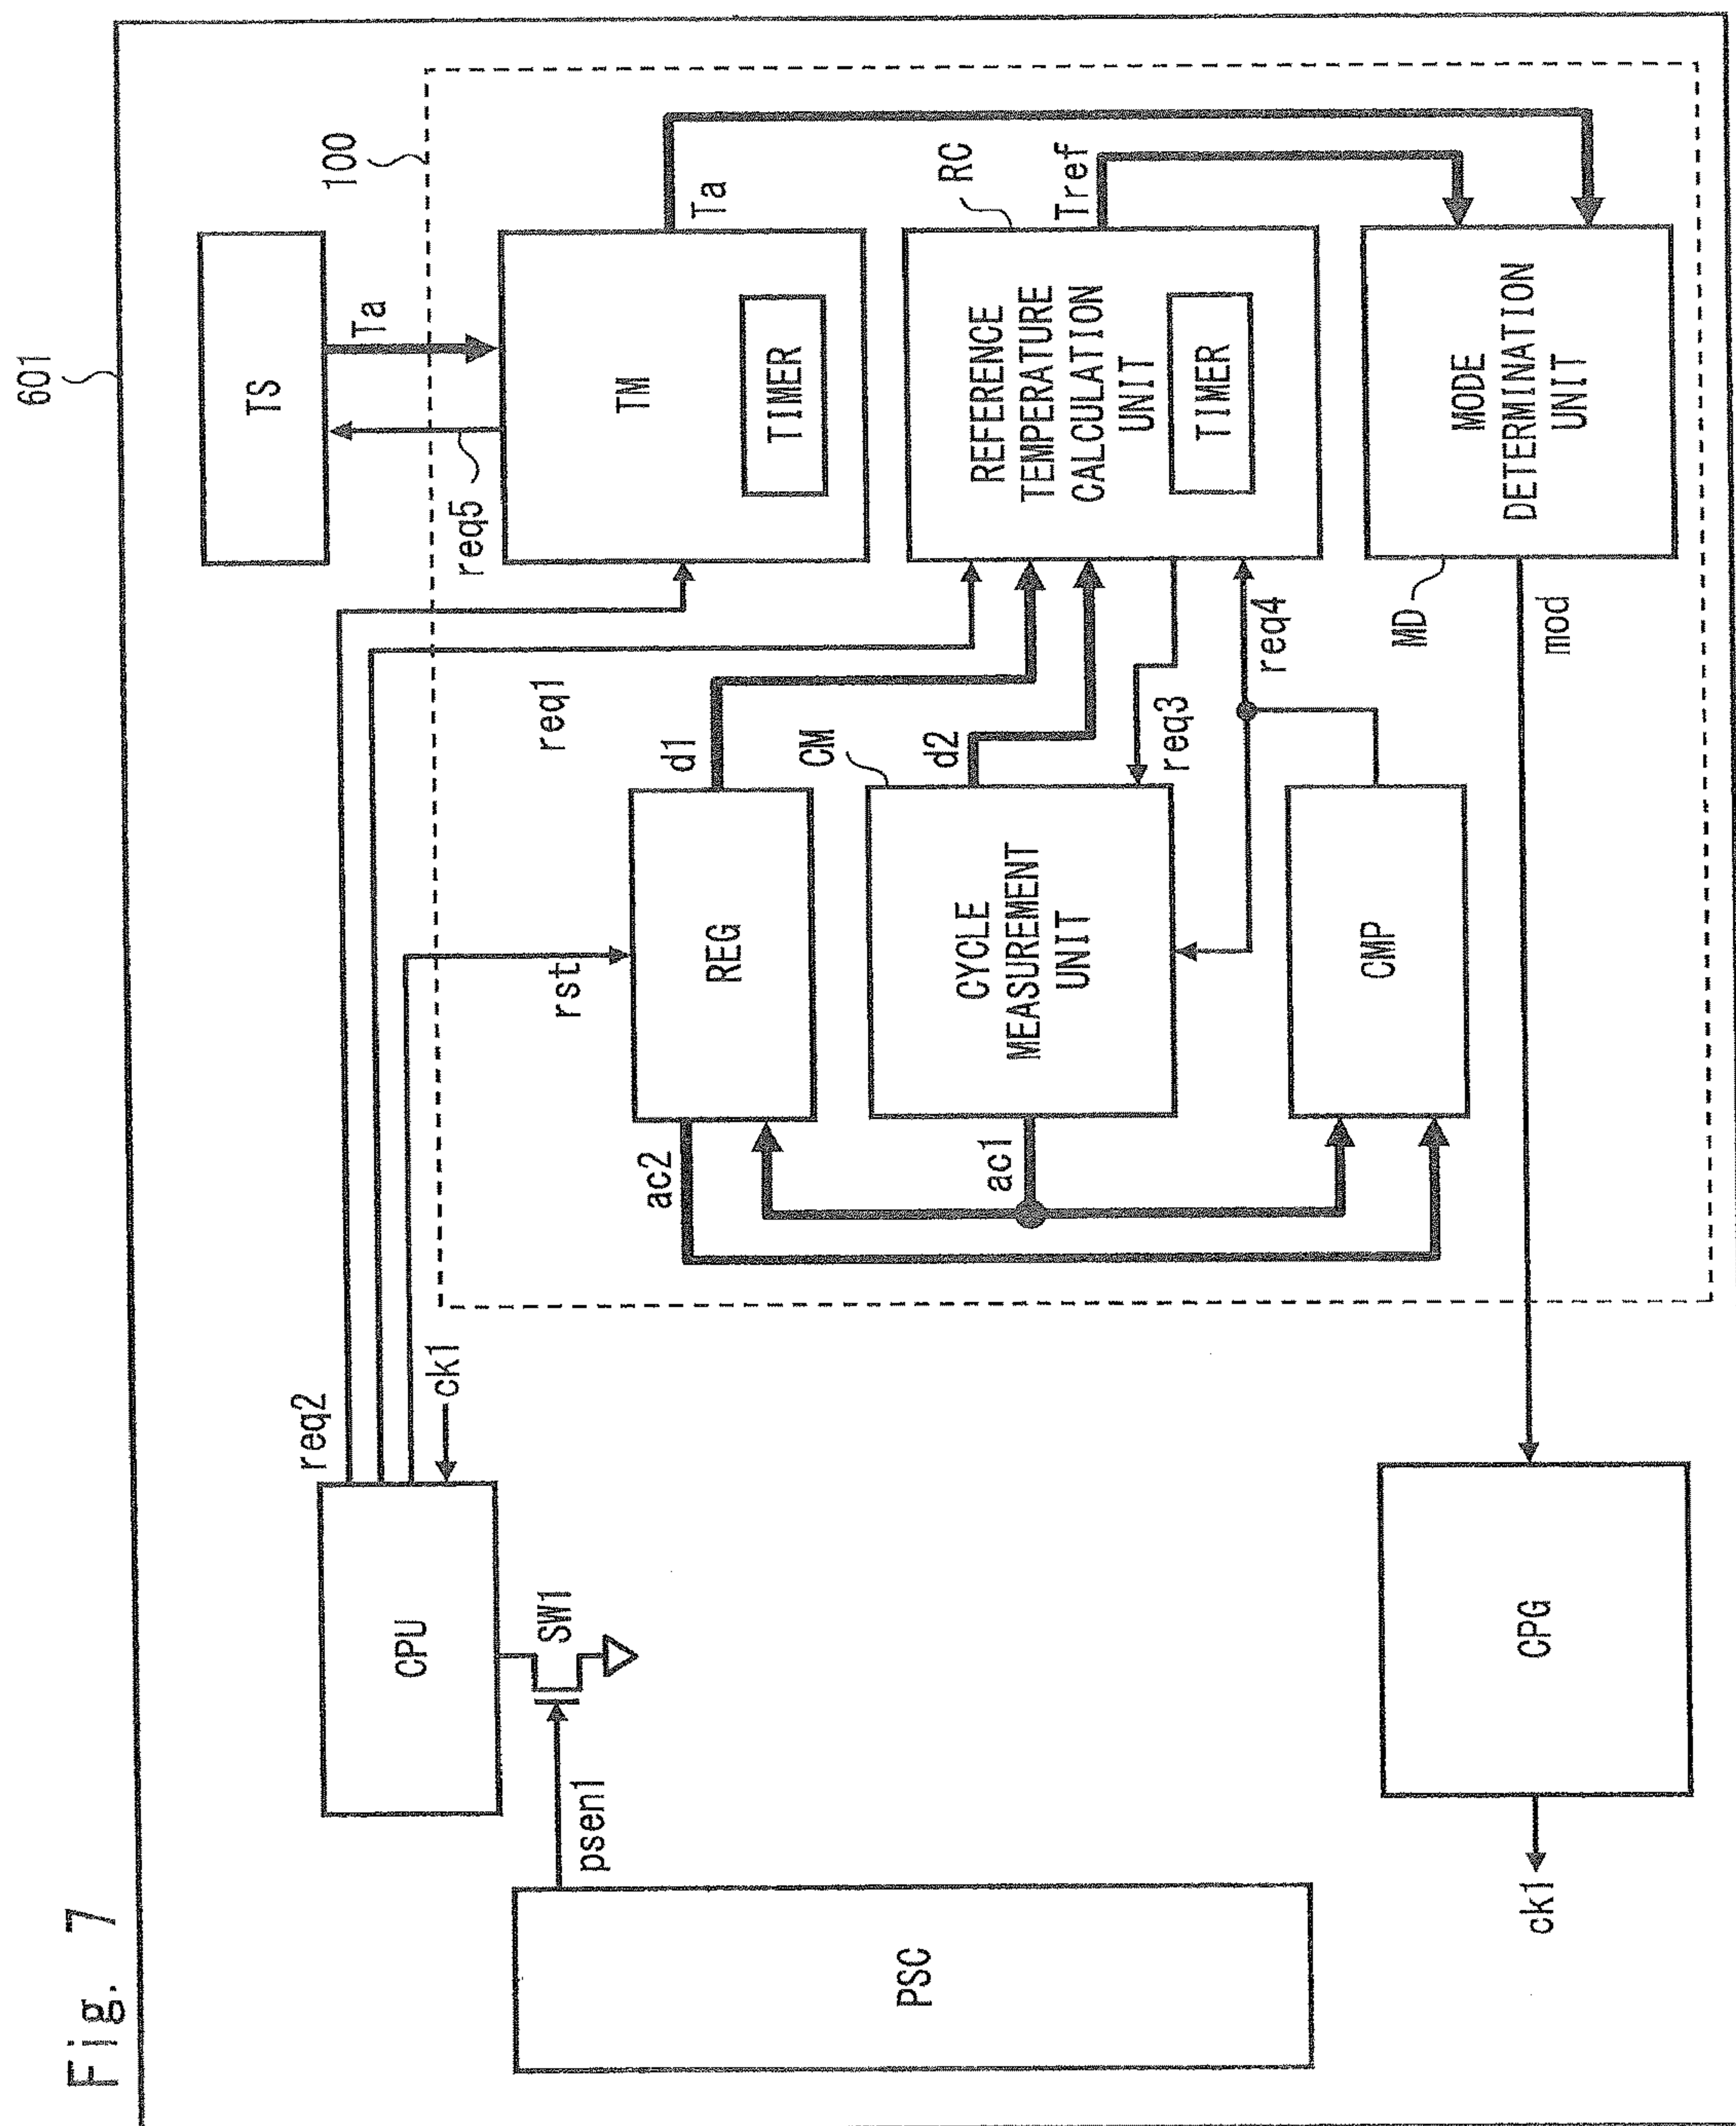 Fig. 7
601
100
TS
Ta
req5
TM
TIMER
Ta
req2
req1
rst
ck1
CPU
SW1
psen1
PSC
REG
d1
ac2
CM
CYCLE
MEASUREMENT
UNIT
d2
ac1
req3
req4
CMP
RC
REFERENCE
TEMPERATURE
CALCULATION
UNIT
TIMER
Tref
MD
MODE
DETERMINATION
UNIT
mod
CPG
ck1